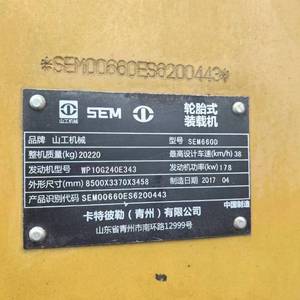 *SEM00660ES6200443*
山工机械 SEM 轮胎式
装载机
品牌 山工机械 型号 SEM660D
整机质量(kg) 20220 最高设计车速(km/h) 38
发动机型号 WP10G240E343 发动机功率(kw) 178
外形尺寸(mm) 8500X3370X3458 制造日期 2017 04
产品识别代码 SEM00660ES6200443
卡特彼勒（青州）有限公司 中国制造
山东省青州市南环路12999号